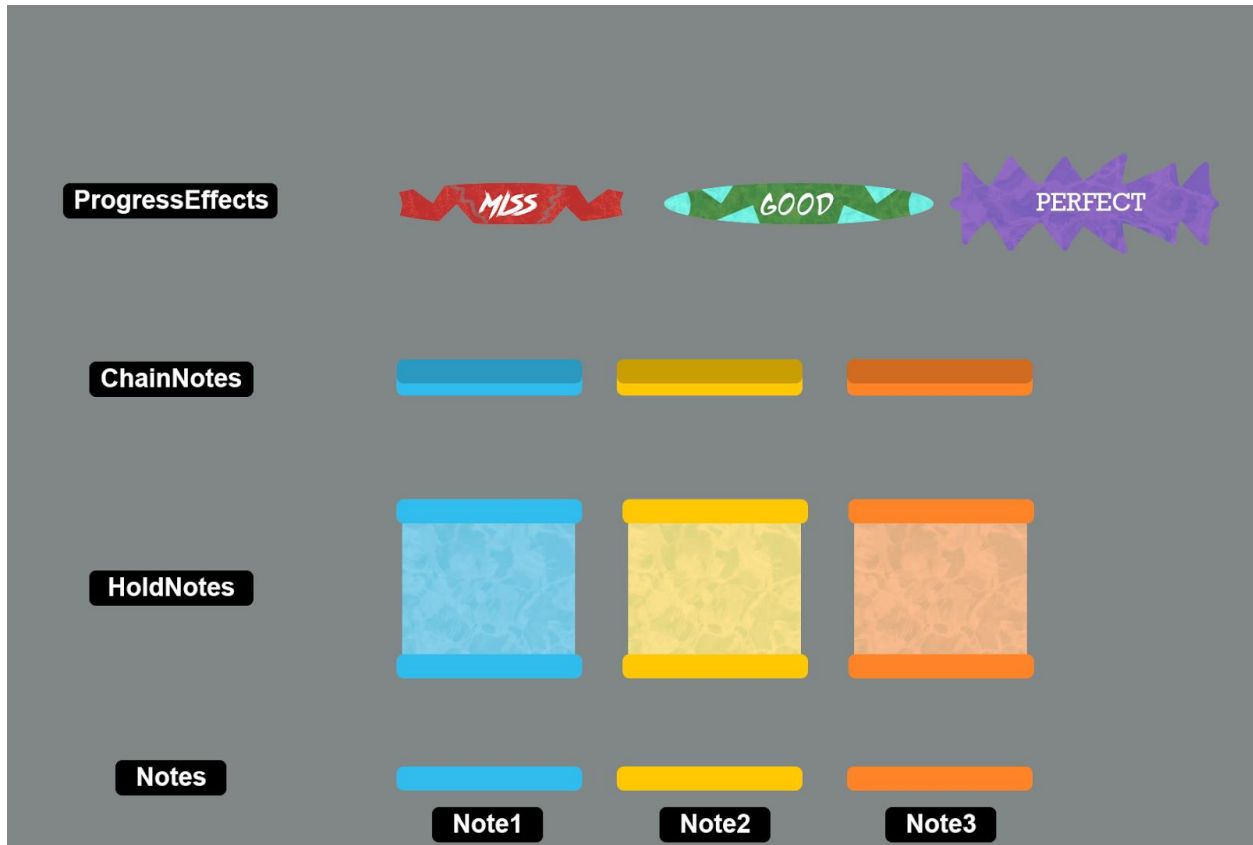 ProgressEffects
MISS
GOOD
PERFECT
ChainNotes
HoldNotes
Notes
Note1
Note2
Note3